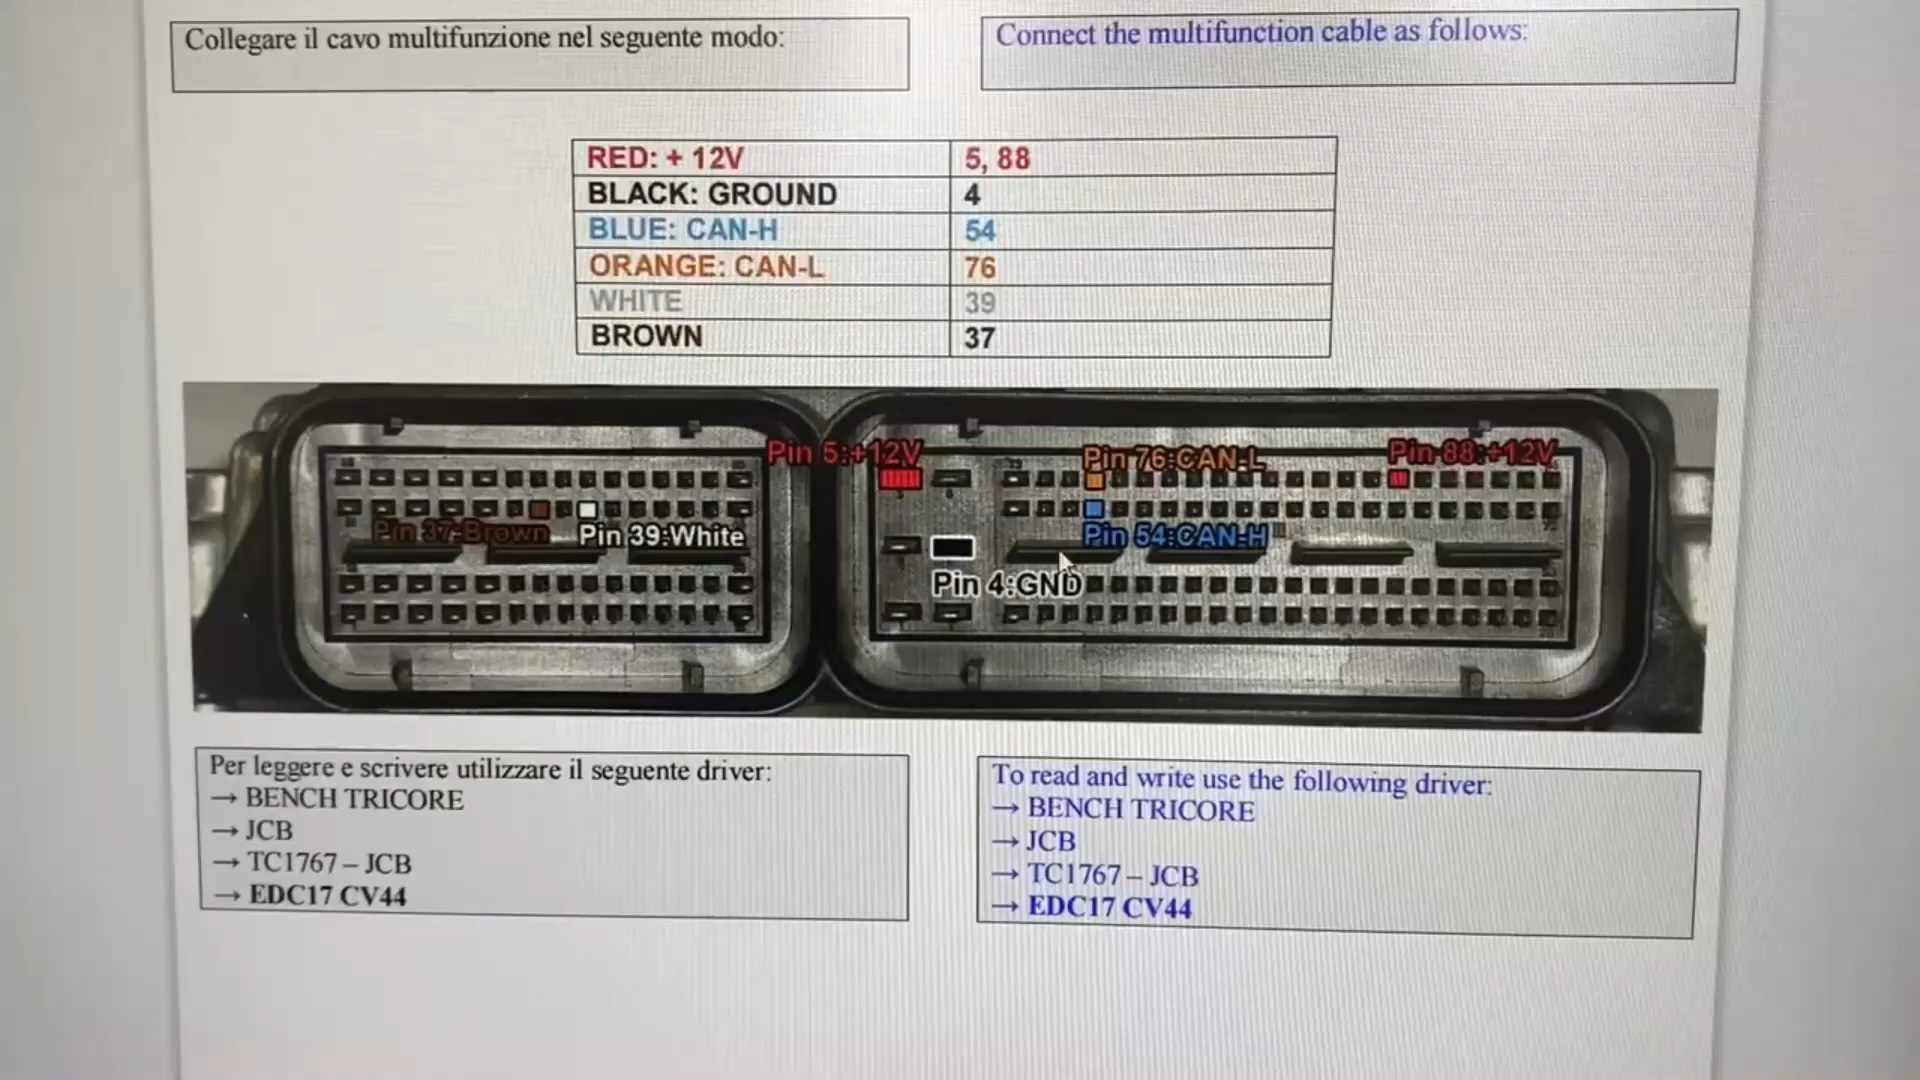 Collegare il cavo multifunzione nel seguente modo:
Connect the multifunction cable as follows:
RED: + 12V 5, 88
BLACK: GROUND 4
BLUE: CAN-H 54
ORANGE: CAN-L 76
WHITE 39
BROWN 37
Pin 5:+12V
Pin 76:CAN-L
Pin 88:+12V
Pin 37:Brown
Pin 39:White
Pin 54:CAN-H
Pin 4:GND
Per leggere e scrivere utilizzare il seguente driver:
→ BENCH TRICORE
→ JCB
→ TC1767 – JCB
→ EDC17 CV44
To read and write use the following driver:
→ BENCH TRICORE
→ JCB
→ TC1767 – JCB
→ EDC17 CV44